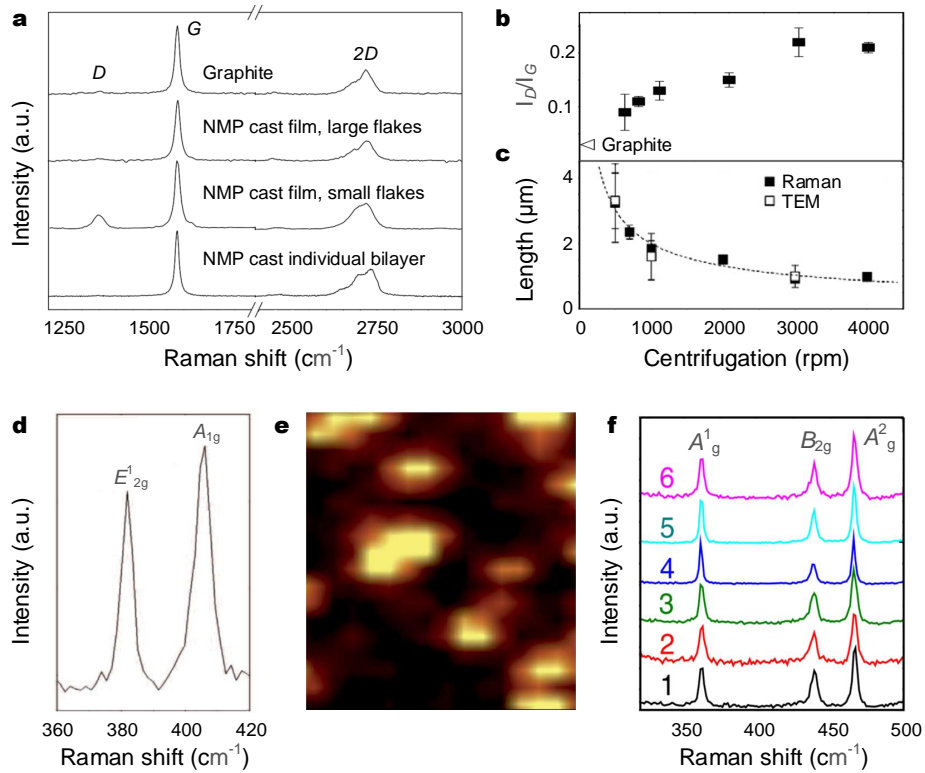 a
D
G
2D
Graphite
NMP cast film, large flakes
NMP cast film, small flakes
NMP cast individual bilayer
Intensity (a.u.)
1250 1500 1750 2500 2750 3000
Raman shift (cm⁻¹)
b
I_D/I_G
0.2
0.1
◁ Graphite
c
Length (μm)
4
2
0
Raman
TEM
0 1000 2000 3000 4000
Centrifugation (rpm)
d
E¹₂g
A₁g
Intensity (a.u.)
360 380 400 420
Raman shift (cm⁻¹)
e
f
A¹g
B₂g
A²g
6
5
4
3
2
1
Intensity (a.u.)
350 400 450 500
Raman shift (cm⁻¹)